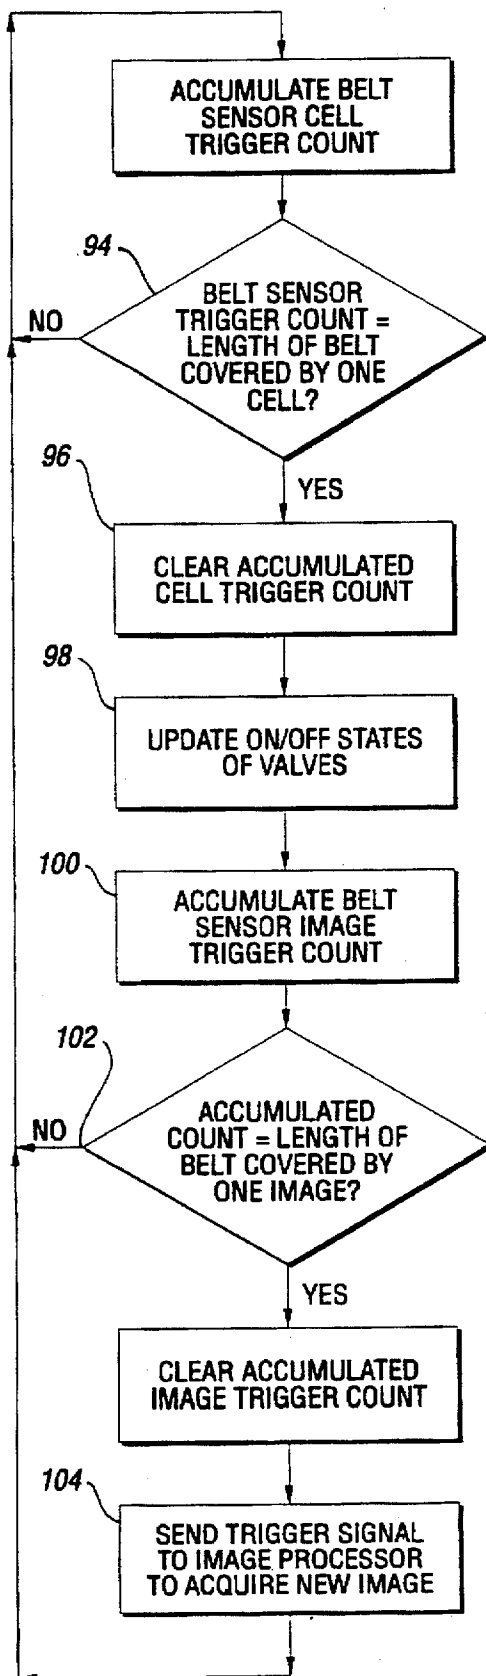 ACCUMULATE BELT
SENSOR CELL
TRIGGER COUNT
94
BELT SENSOR
TRIGGER COUNT =
LENGTH OF BELT
COVERED BY ONE
CELL?
NO
96
YES
CLEAR ACCUMULATED
CELL TRIGGER COUNT
98
UPDATE ON/OFF STATES
OF VALVES
100
ACCUMULATE BELT
SENSOR IMAGE
TRIGGER COUNT
102
ACCUMULATED
COUNT = LENGTH OF
BELT COVERED BY
ONE IMAGE?
NO
YES
CLEAR ACCUMULATED
IMAGE TRIGGER COUNT
104
SEND TRIGGER SIGNAL
TO IMAGE PROCESSOR
TO ACQUIRE NEW IMAGE